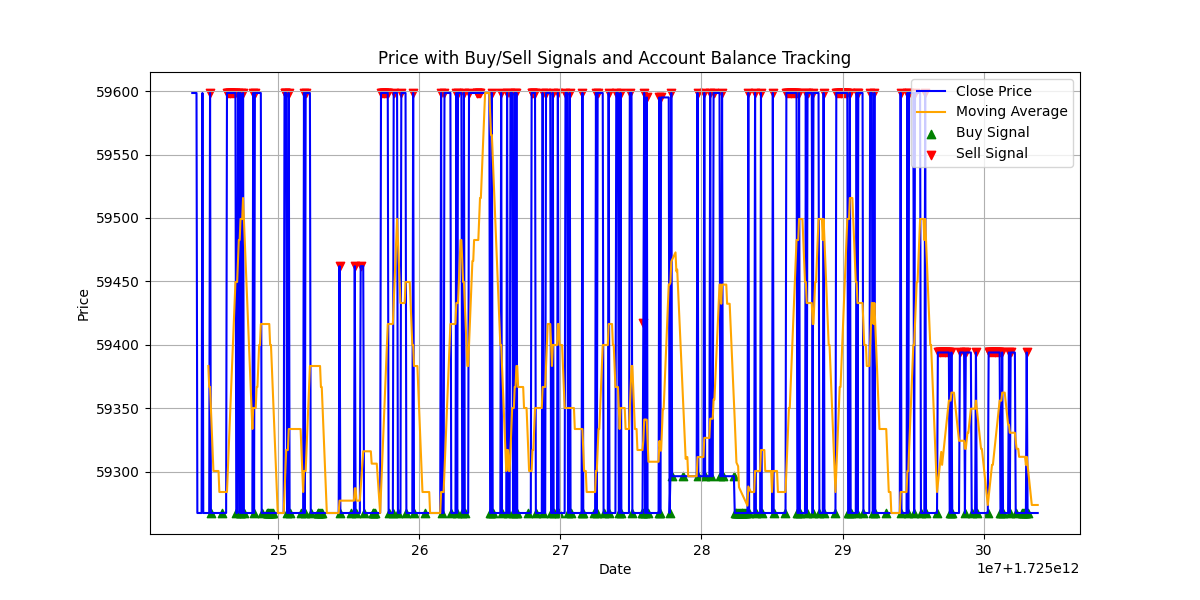 Price with Buy/Sell Signals and Account Balance Tracking
59600
59550
59500
59450
59400
59350
59300
Price
Close Price
Moving Average
Buy Signal
Sell Signal
25 26 27 28 29 30
Date
1e7+1.725e12